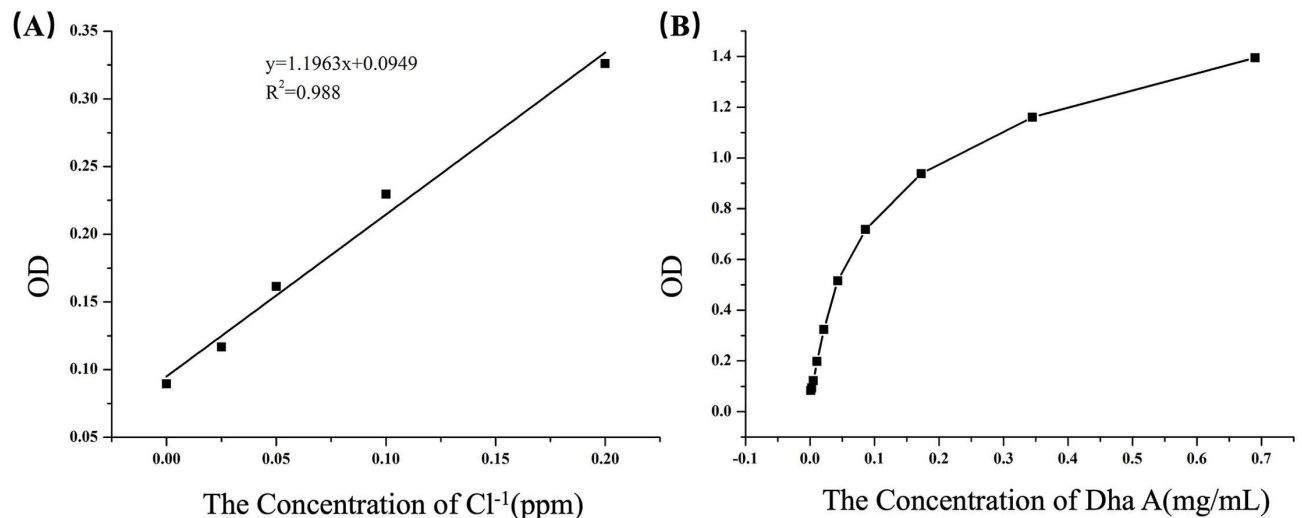 (A)
y=1.1963x+0.0949
R²=0.988
0.35
0.30
0.25
0.20
0.15
0.10
0.05
OD
0.00 0.05 0.10 0.15 0.20
The Concentration of Cl⁻¹(ppm)
(B)
1.4
1.2
1.0
0.8
0.6
0.4
0.2
0.0
OD
-0.1 0.0 0.1 0.2 0.3 0.4 0.5 0.6 0.7
The Concentration of Dha A(mg/mL)